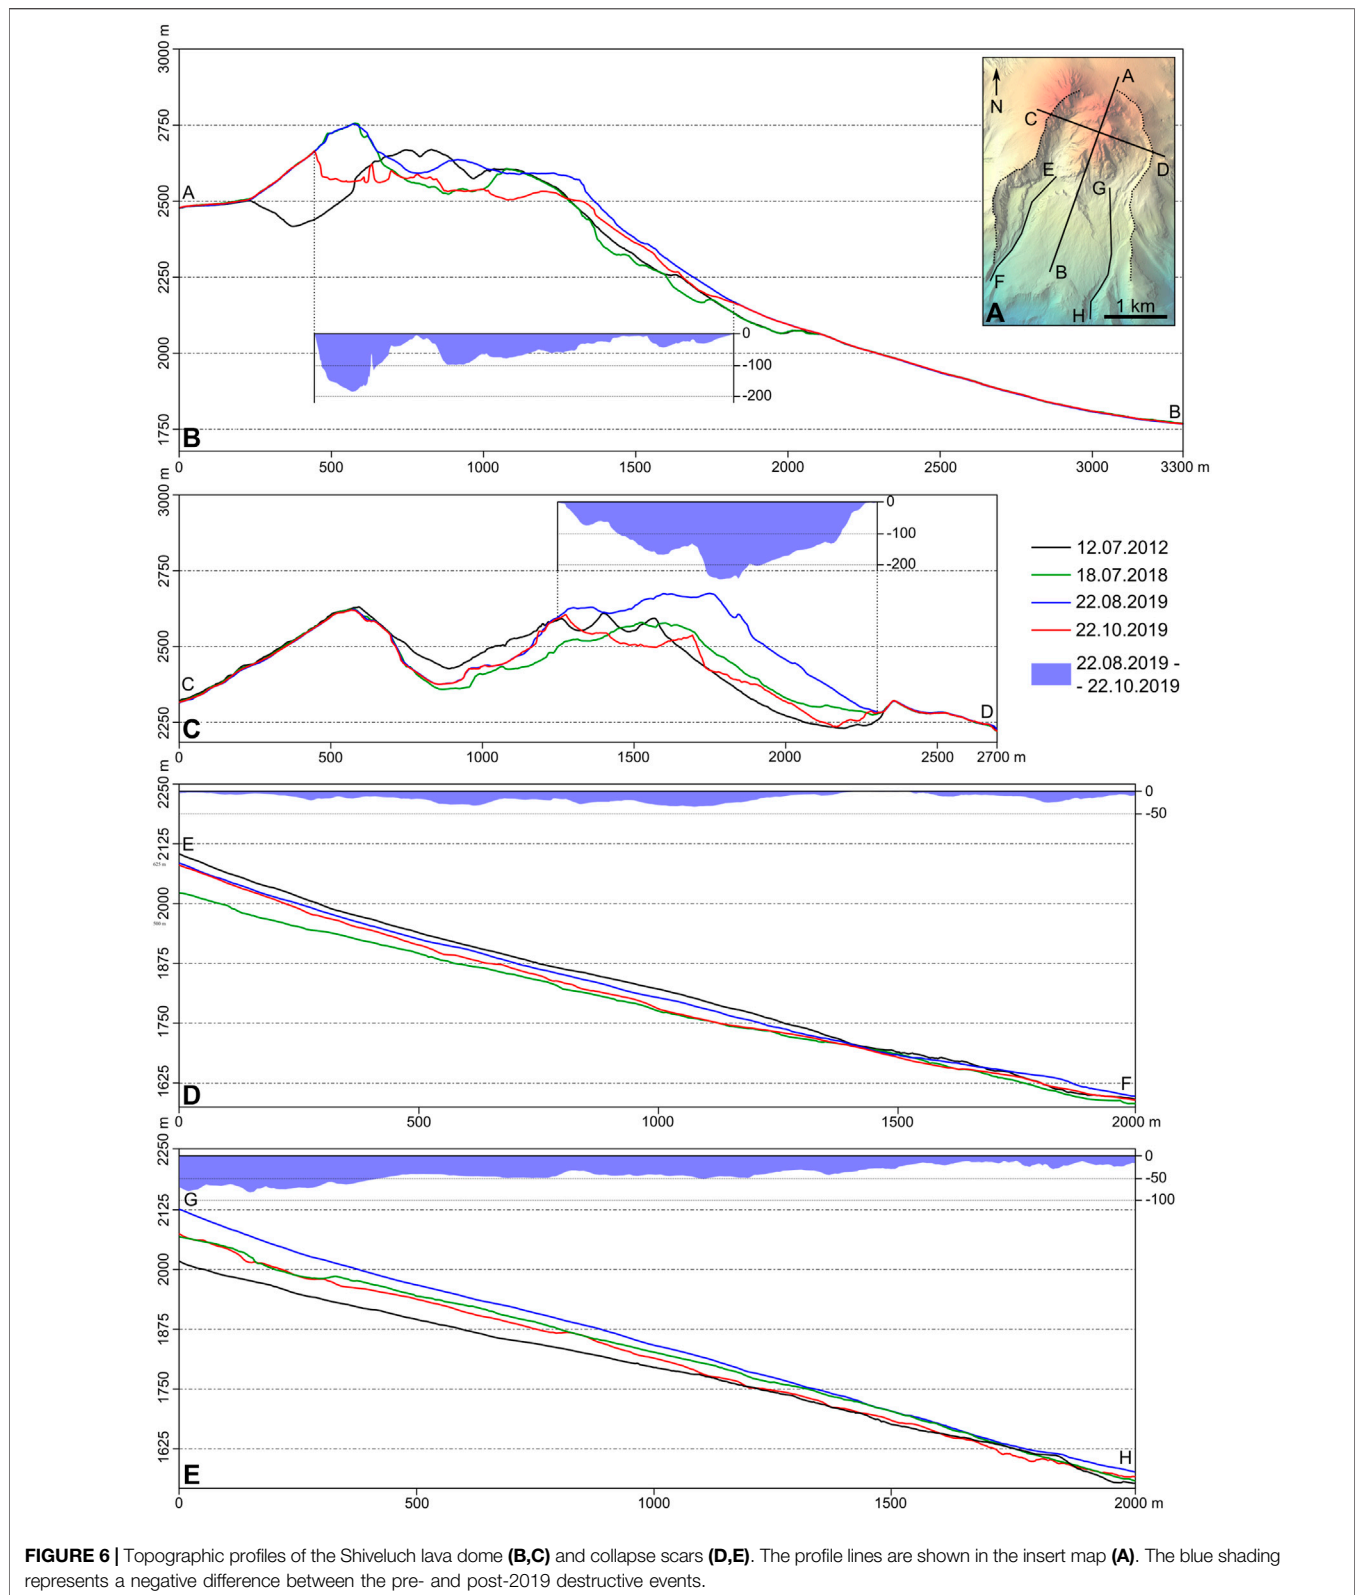 3000 m
2750
2500
2250
2000
1750
A
B
0
-100
-200
B
0
500
1000
1500
2000
2500
3000
3300 m
N
A
C
D
E
G
B
F
H
A
1 km
3000 m
2750
2500
2250
C
D
0
-100
-200
C
0
500
1000
1500
2000
2500
2700 m
12.07.2012
18.07.2018
22.08.2019
22.10.2019
22.08.2019 -
- 22.10.2019
2250
2125
2000
1875
1750
1625
625 m
500 m
E
F
0
-50
D
0
500
1000
1500
2000 m
2250
2125
2000
1875
1750
1625
G
H
0
-50
-100
E
0
500
1000
1500
2000 m
FIGURE 6 | Topographic profiles of the Shiveluch lava dome (B,C) and collapse scars (D,E). The profile lines are shown in the insert map (A). The blue shading
represents a negative difference between the pre- and post-2019 destructive events.